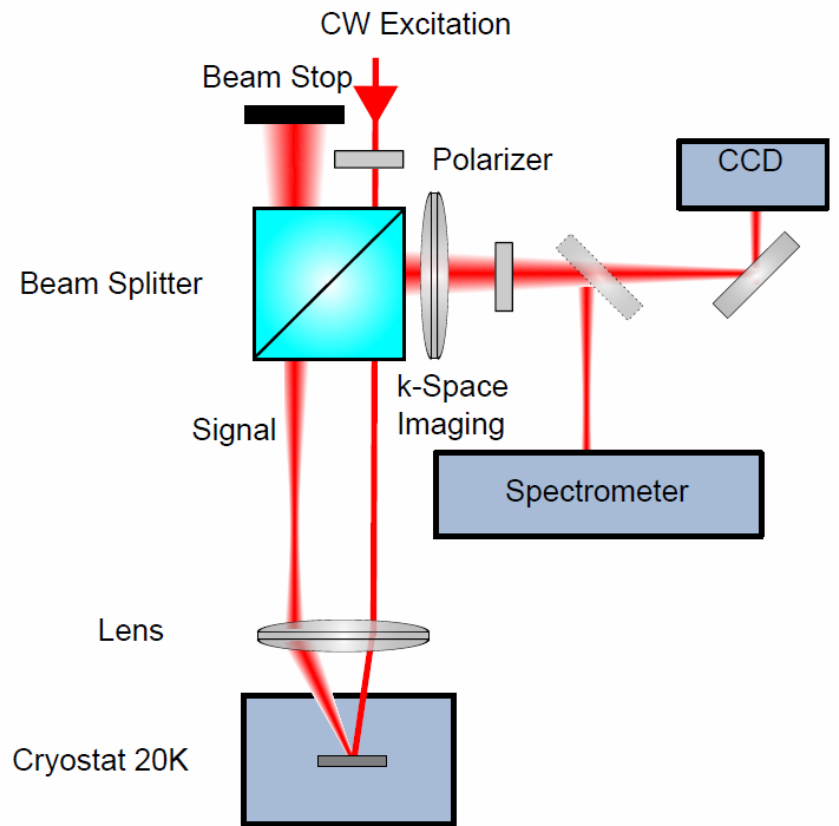 CW Excitation
Beam Stop
Polarizer
CCD
Beam Splitter
k-Space
Imaging
Signal
Spectrometer
Lens
Cryostat 20K